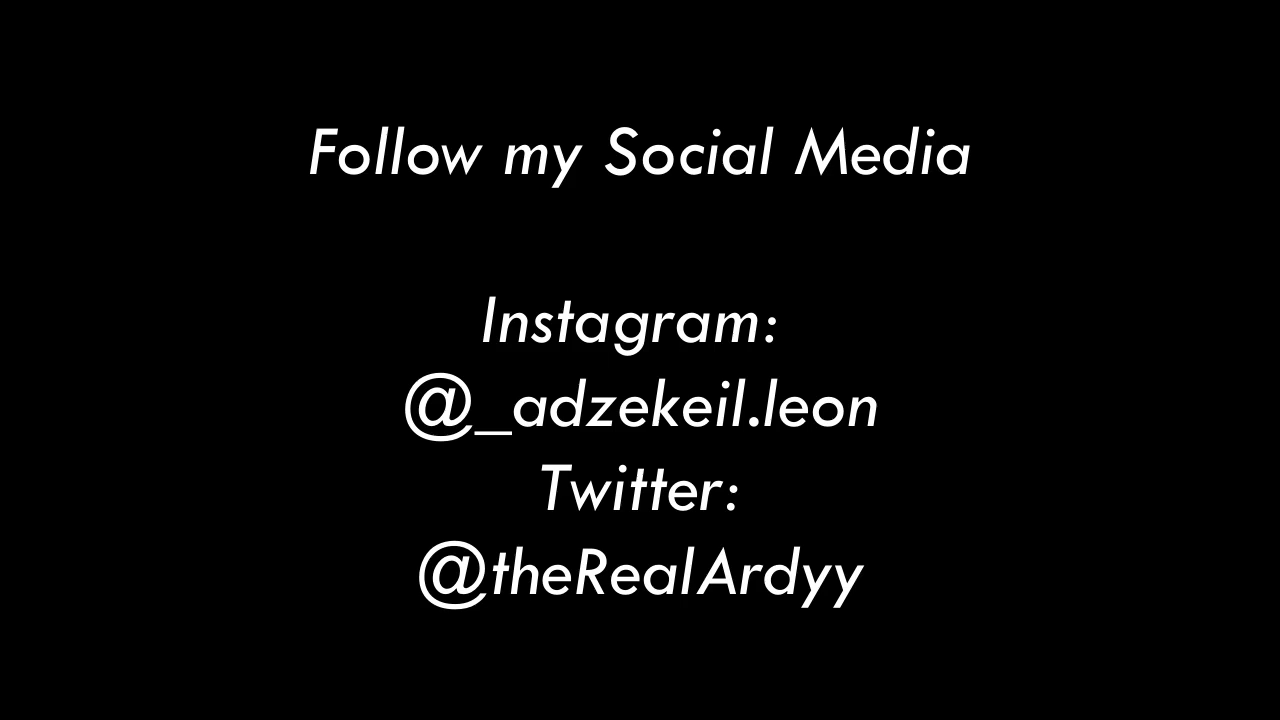 Follow my Social Media
Instagram:
@_adzekeil.leon
Twitter:
@theRealArdyy